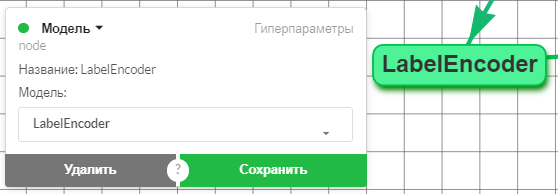 Модель
Гиперпараметры
node
Название: LabelEncoder
Модель:
LabelEncoder
Удалить
?
Сохранить
LabelEncoder